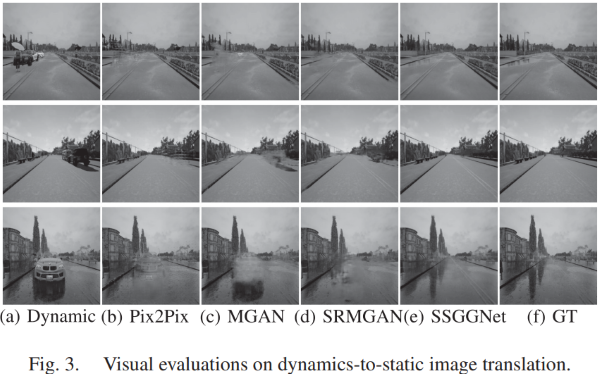 (a) Dynamic (b) Pix2Pix (c) MGAN (d) SRMGAN(e) SSGGNet (f) GT
Fig. 3. Visual evaluations on dynamics-to-static image translation.